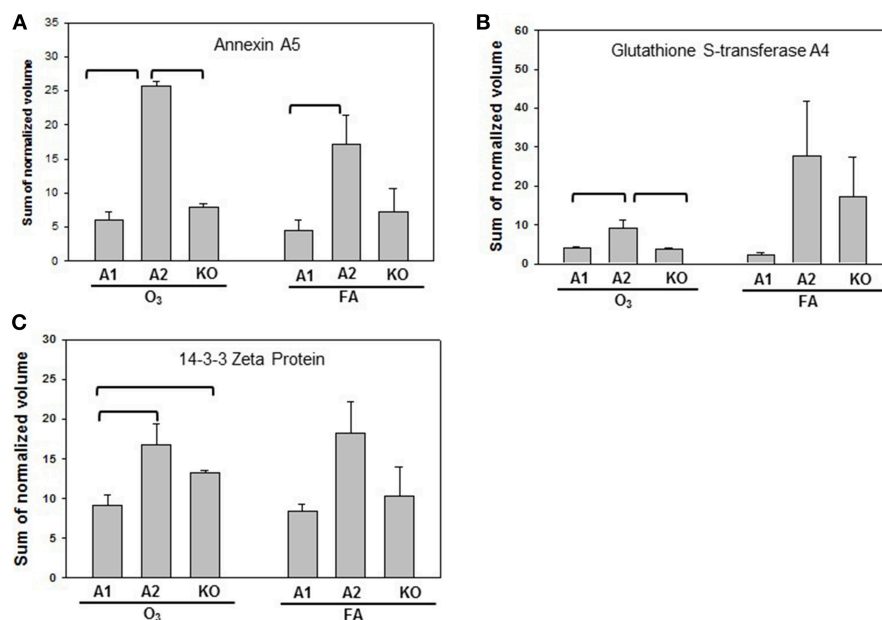 A
Annexin A5
Sum of normalized volume
35
30
25
20
15
10
5
0
A1 A2 KO A1 A2 KO
O₃ FA
B
Glutathione S-transferase A4
Sum of normalized volume
60
50
40
30
20
10
0
A1 A2 KO A1 A2 KO
O₃ FA
C
14-3-3 Zeta Protein
Sum of normalized volume
30
25
20
15
10
5
0
A1 A2 KO A1 A2 KO
O₃ FA